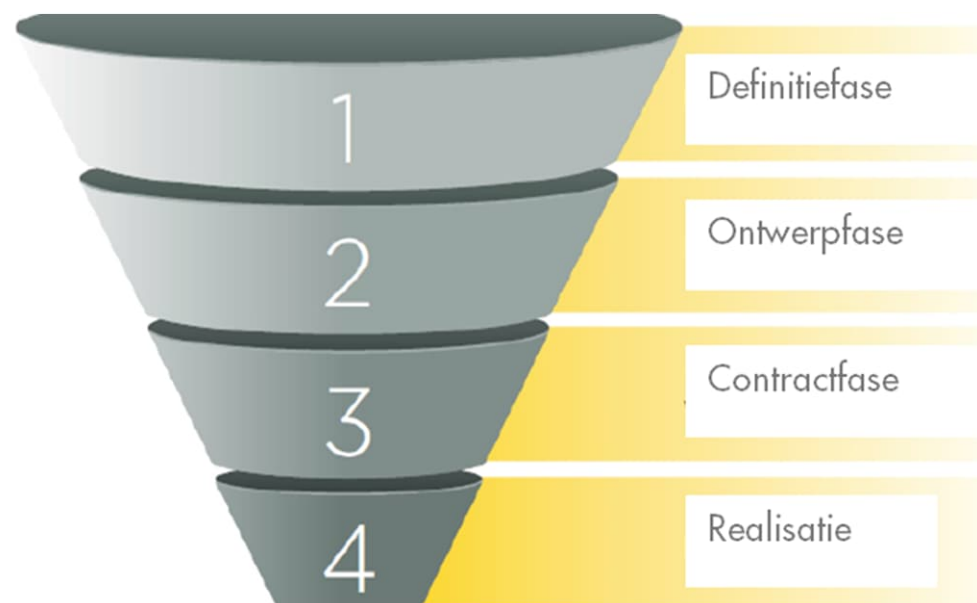 1
Definitiefase
2
Ontwerpfase
3
Contractfase
4
Realisatie